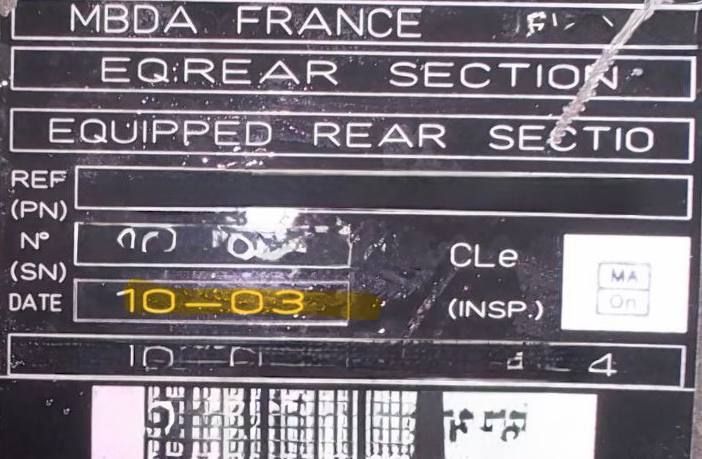 MBDA FRANCE
EQ:REAR SECTION
EQUIPPED REAR SECTIO
REF
(PN)
N°
(SN)
CLe
MA
On
DATE 10-03
(INSP.)
4